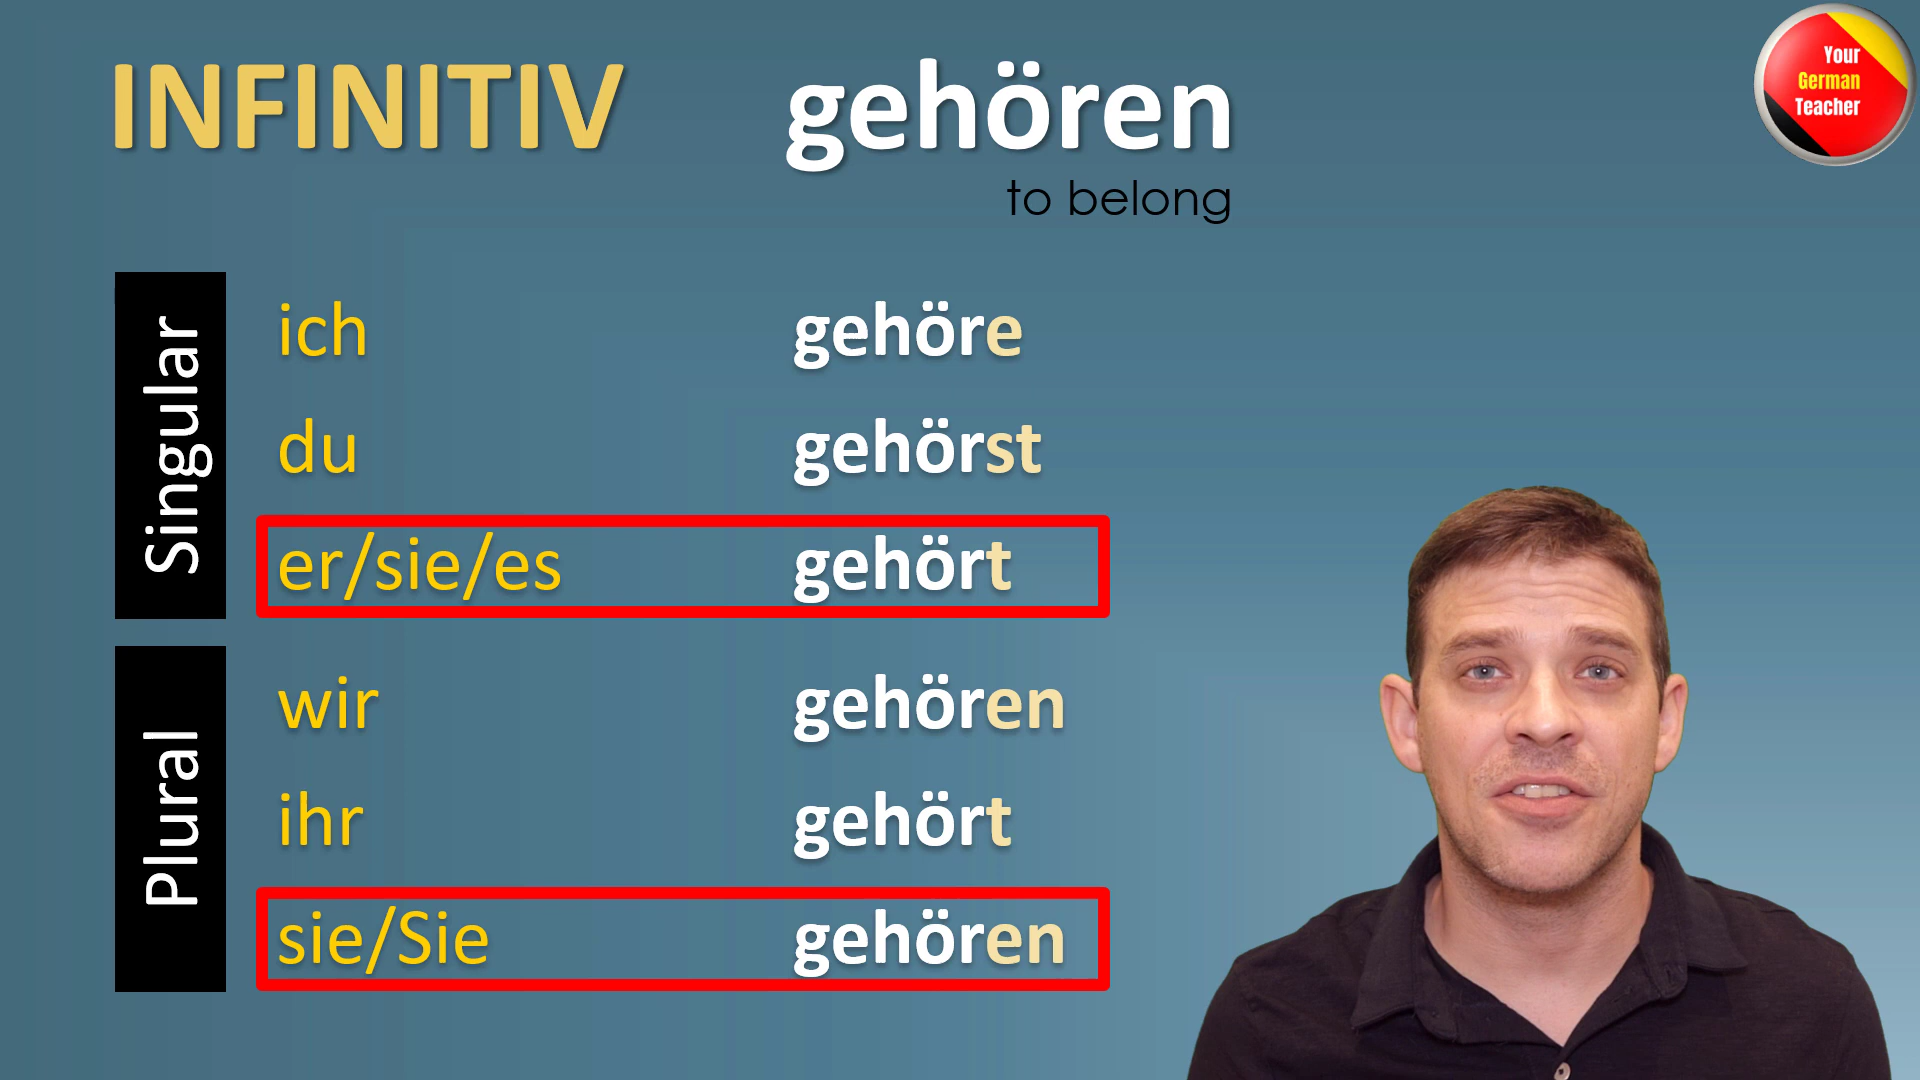 INFINITIV gehören
to belong
Your
German
Teacher
Singular
ich gehöre
du gehörst
er/sie/es gehört
Plural
wir gehören
ihr gehört
sie/Sie gehören